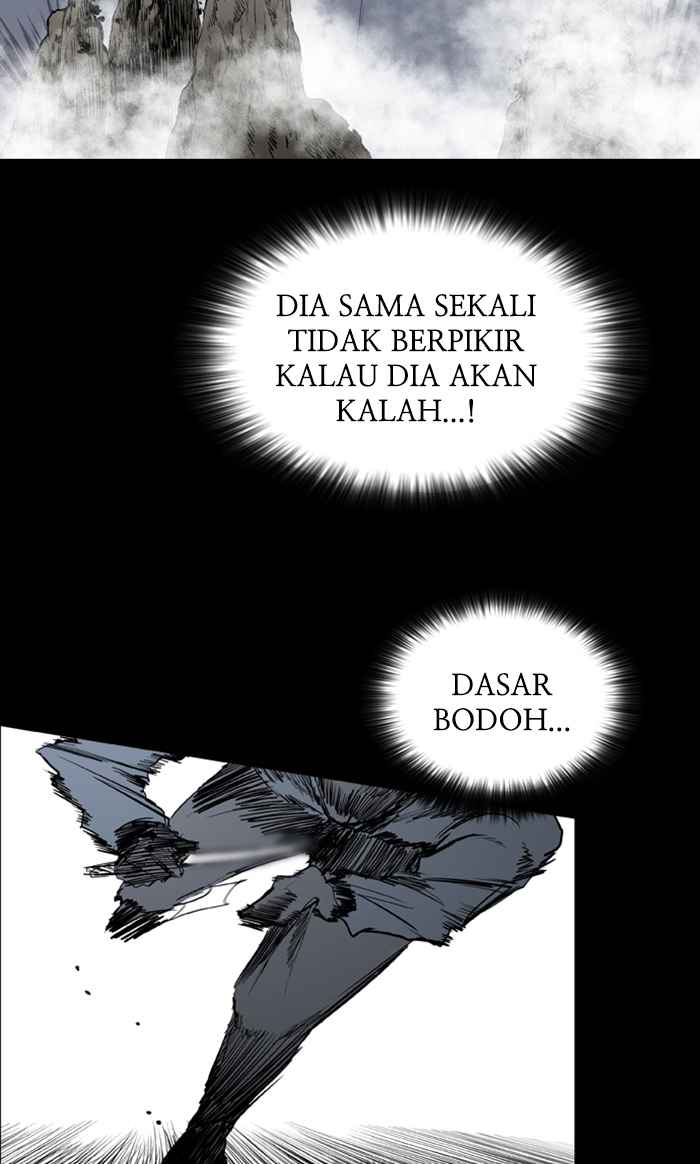 DIA SAMA SEKALI
TIDAK BERPIKIR
KALAU DIA AKAN
KALAH...!
DASAR
BODOH...